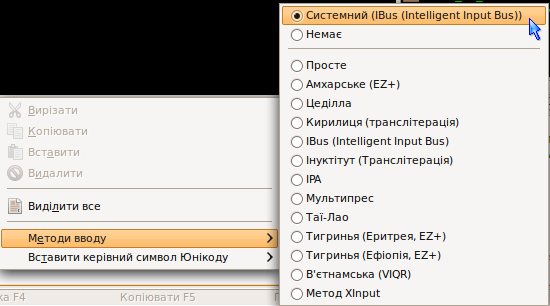 Вирізати
Копіювати
Вставити
Видалити
Виділити все
Методи вводу
Вставити керівний символ Юнікоду
Системний (IBus (Intelligent Input Bus))
Немає
Просте
Амхарське (EZ+)
Цеділла
Кирилиця (транслітерація)
IBus (Intelligent Input Bus)
Інуктітут (Транслітерація)
IPA
Мультипрес
Таї-Лао
Тигринья (Еритрея, EZ+)
Тигринья (Ефіопія, EZ+)
В'єтнамська (VIQR)
Метод XInput
F4
Копіювати F5